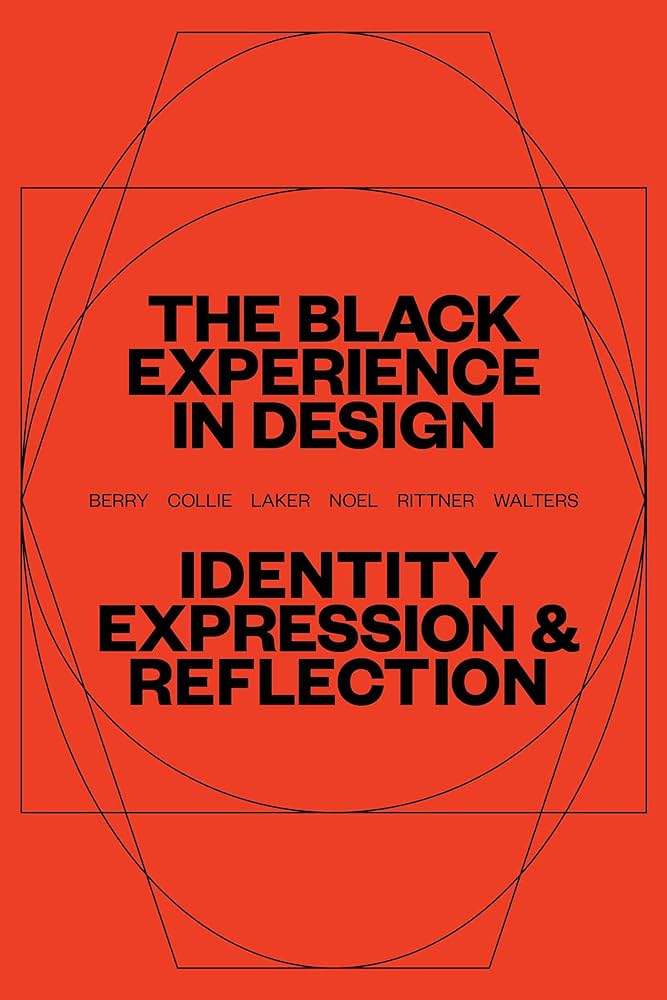 THE BLACK
EXPERIENCE
IN DESIGN
BERRY COLLIE LAKER NOEL RITTNER WALTERS
IDENTITY
EXPRESSION &
REFLECTION